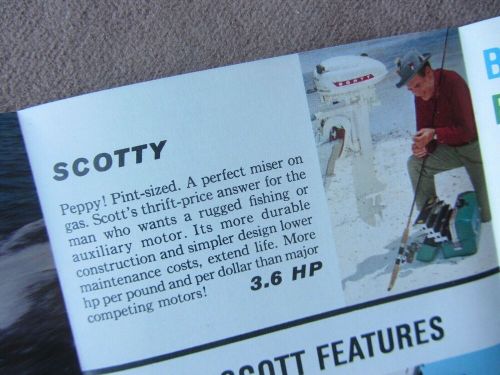 SCOTTY
Peppy! Pint-sized. A perfect miser on
gas. Scott's thrift-price answer for the
man who wants a rugged fishing or
auxiliary motor. Its more durable
construction and simpler design lower
maintenance costs, extend life. More
hp per pound and per dollar than major
competing motors!
3.6 HP
SCOTT
B
SCOTT FEATURES